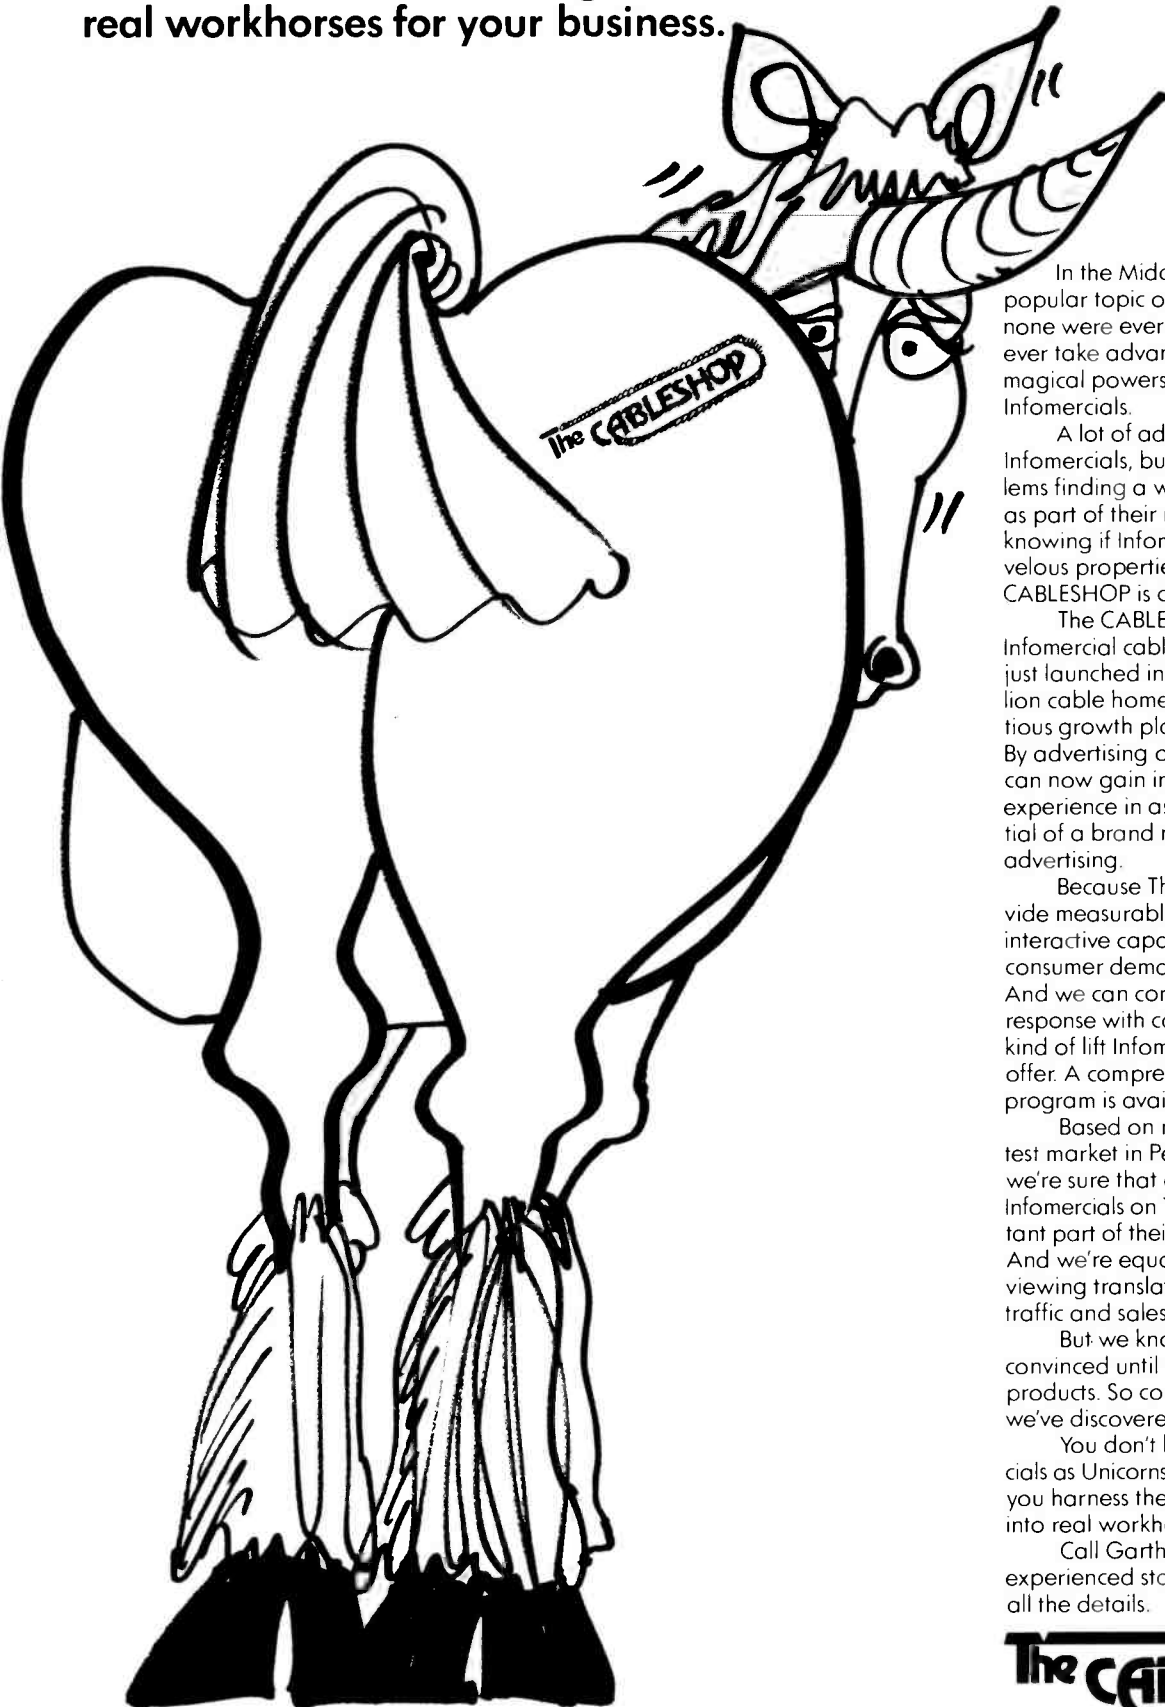 real workhorses for your business.
The CABLESHOP
In the Midd
popular topic o
none were ever
ever take advar
magical powers
Infomercials.
A lot of ad
Infomercials, bu
lems finding a w
as part of their
knowing if Infor
velous propertie
CABLESHOP is
The CABLE
Infomercial cabl
just launched in
lion cable home
tious growth pla
By advertising
can now gain in
experience in as
tial of a brand
advertising.
Because Th
vide measurabl
interactive capa
consumer demo
And we can
response with
kind of lift Infom
offer. A compre
program is avai
Based on
test market in Pe
we're sure that
Infomercials on
tant part of thei
And we're equa
viewing transla
traffic and sales
But we kno
convinced until
products. So
we've discovere
You don't
cials as Unicorns
you harness the
into real workh
Call Garth
experienced sta
all the details.
The CA